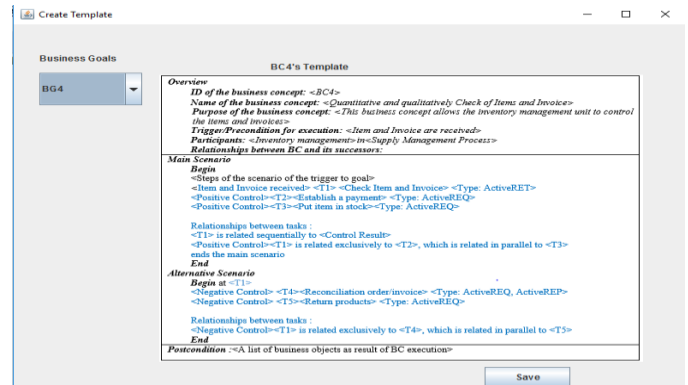 Create Template
Business Goals
BG4
BC4's Template
Overview
ID of the business concept: <BC4>
Name of the business concept: <Quantitative and qualitatively Check of Items and Invoice>
Purpose of the business concept: <This business concept allows the inventory management unit to control
the items and invoices>
Trigger/Precondition for execution: <Item and Invoice are received>
Participants: <Inventory management>in<Supply Management Process>
Relationships between BC and its successors:
Main Scenario
Begin
<Steps of the scenario of the trigger to goal>
<Item and Invoice received> <T1> <Check Item and Invoice> <Type: ActiveRET>
<Positive Control><T2><Establish a payment> <Type: ActiveREQ>
<Positive Control><T3><Put item in stock><Type: ActiveREQ>
Relationships between tasks :
<T1> is related sequentially to <Control Result>
<Positive Control><T1> is related exclusively to <T2>, which is related in parallel to <T3>
ends the main scenario
End
Alternative Scenario
Begin at <T1>
<Negative Control> <T4><Reconciliation order/invoice> <Type: ActiveREQ, ActiveREP>
<Negative Control> <T5><Return products> <Type: ActiveREQ>
Relationships between tasks :
<Negative Control><T1> is related exclusively to <T4>, which is related in parallel to <T5>
End
Postcondition :<A list of business objects as result of BC execution>
Save